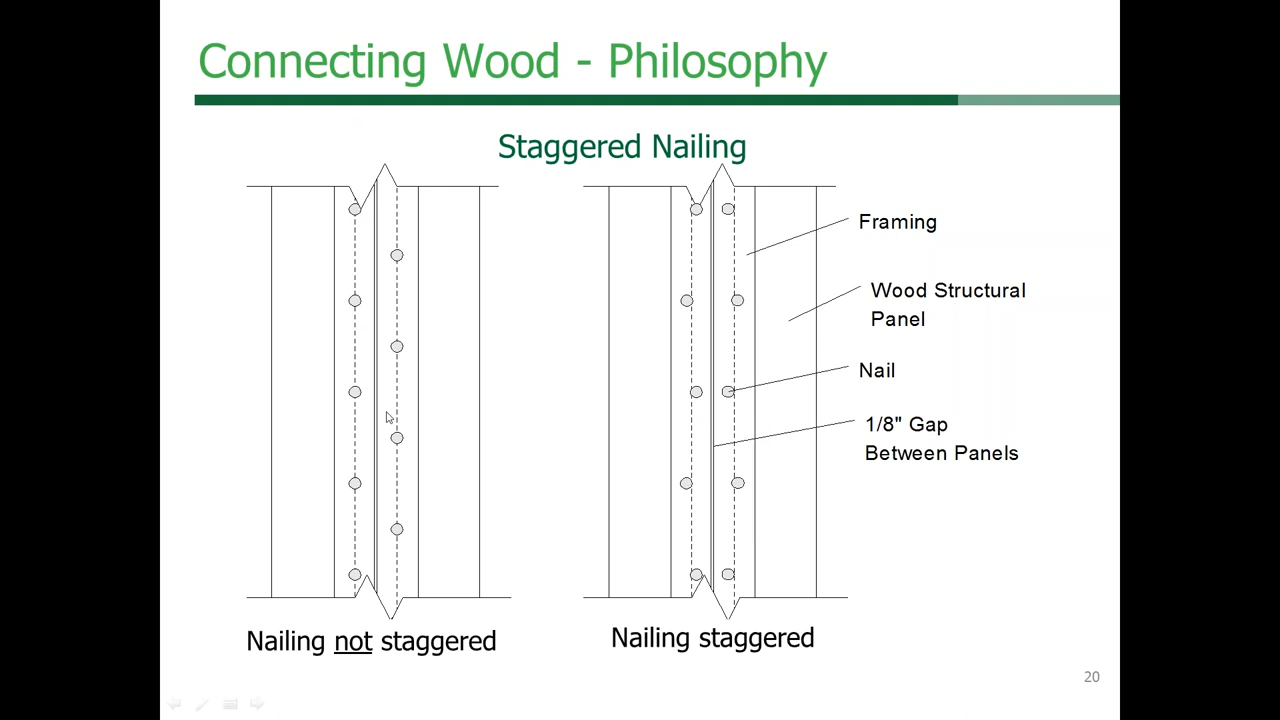 Connecting Wood - Philosophy
Staggered Nailing
Framing
Wood Structural
Panel
Nail
1/8" Gap
Between Panels
Nailing not staggered
Nailing staggered
20